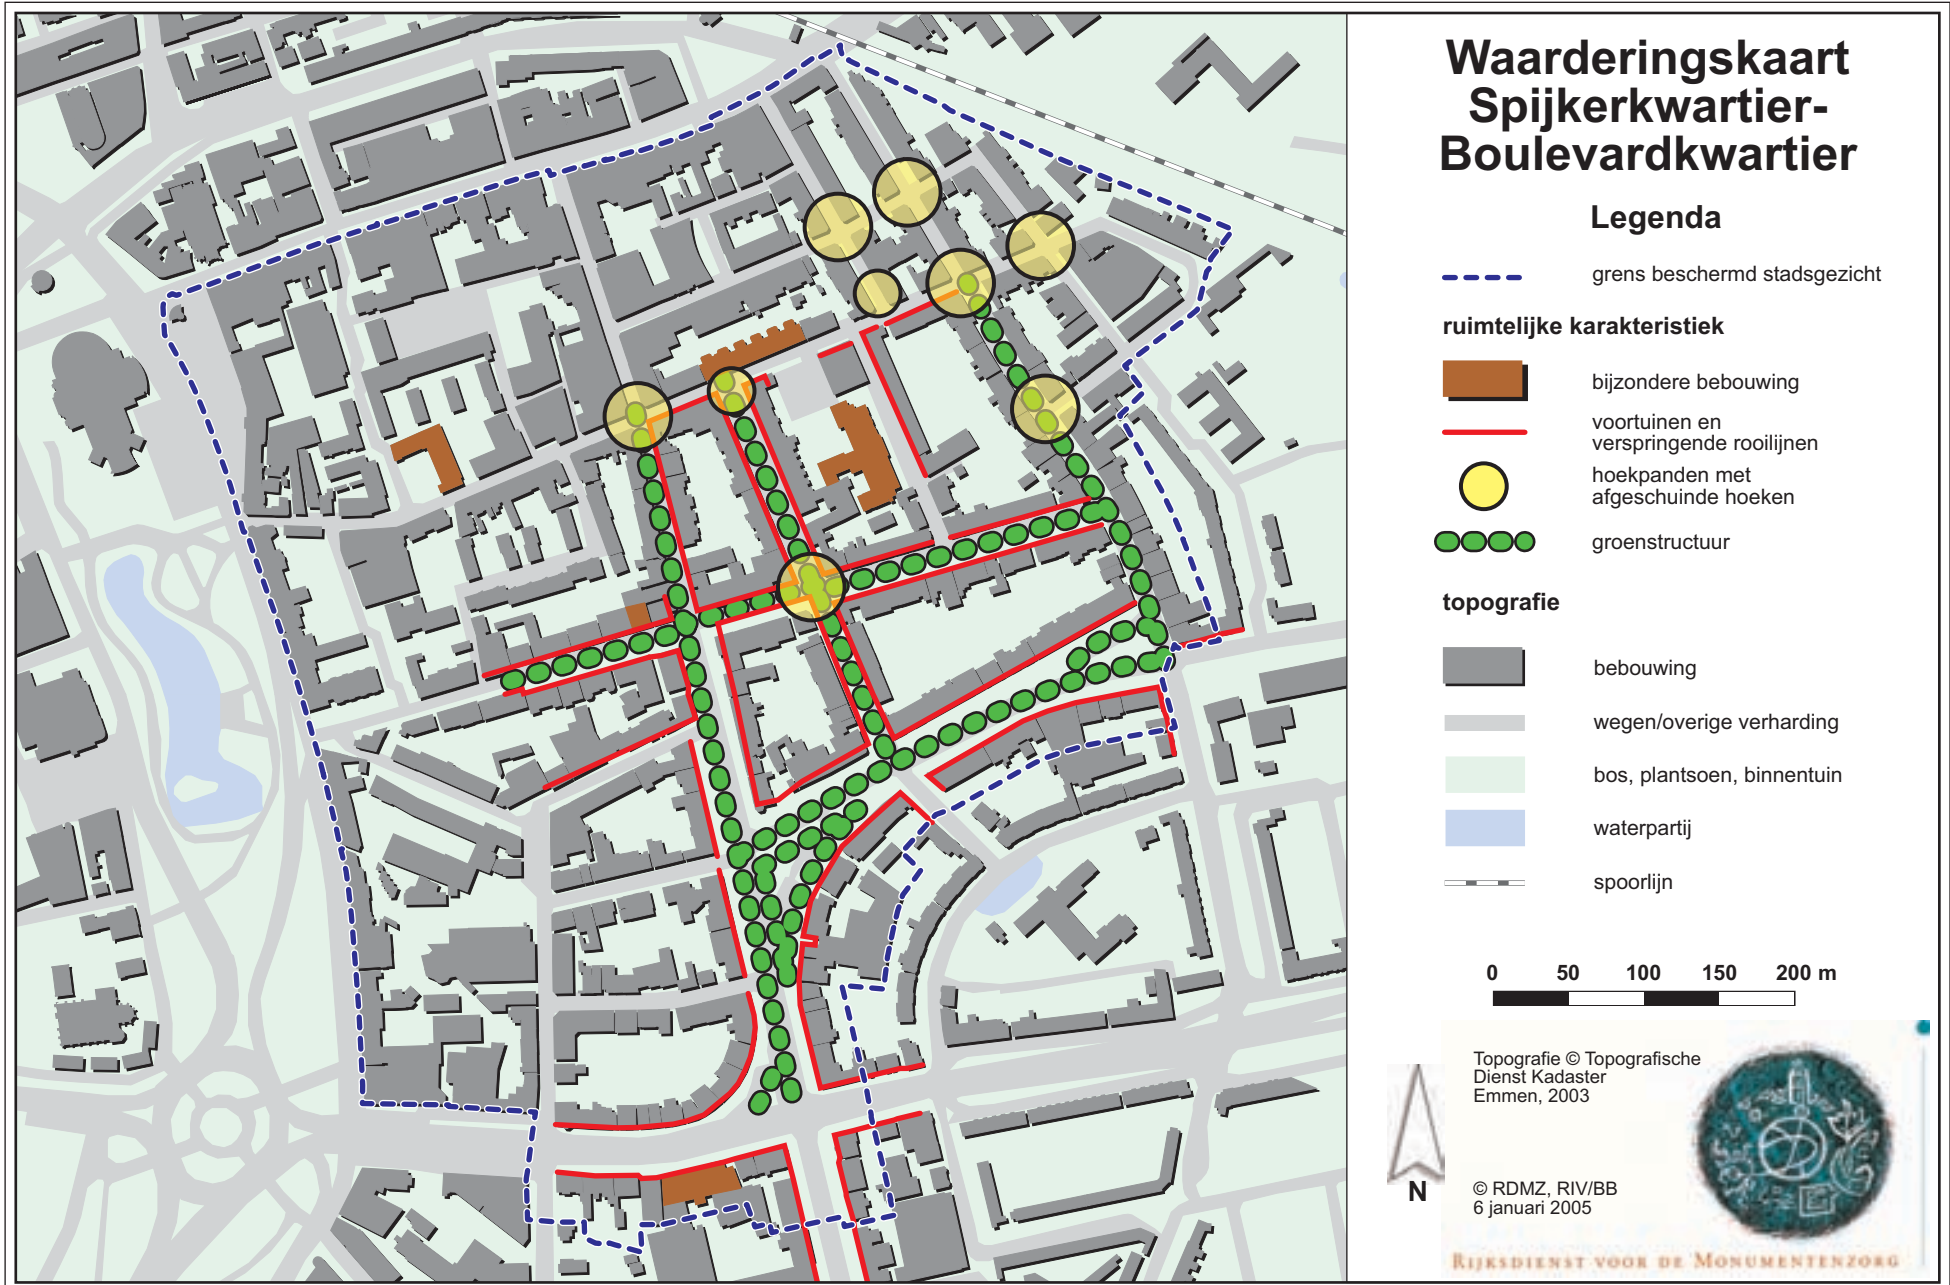 Waarderingskaart
Spijkerkwartier-
Boulevardkwartier
Legenda
grens beschermd stadsgezicht
ruimtelijke karakteristiek
bijzondere bebouwing
voortuinen en
verspringende rooilijnen
hoekpanden met
afgeschuinde hoeken
groenstructuur
topografie
bebouwing
wegen/overige verharding
bos, plantsoen, binnentuin
waterpartij
spoorlijn
0 50 100 150 200 m
Topografie © Topografische
Dienst Kadaster
Emmen, 2003
N
© RDMZ, RIV/BB
6 januari 2005
RIJKSDIENST VOOR DE MONUMENTENZORG